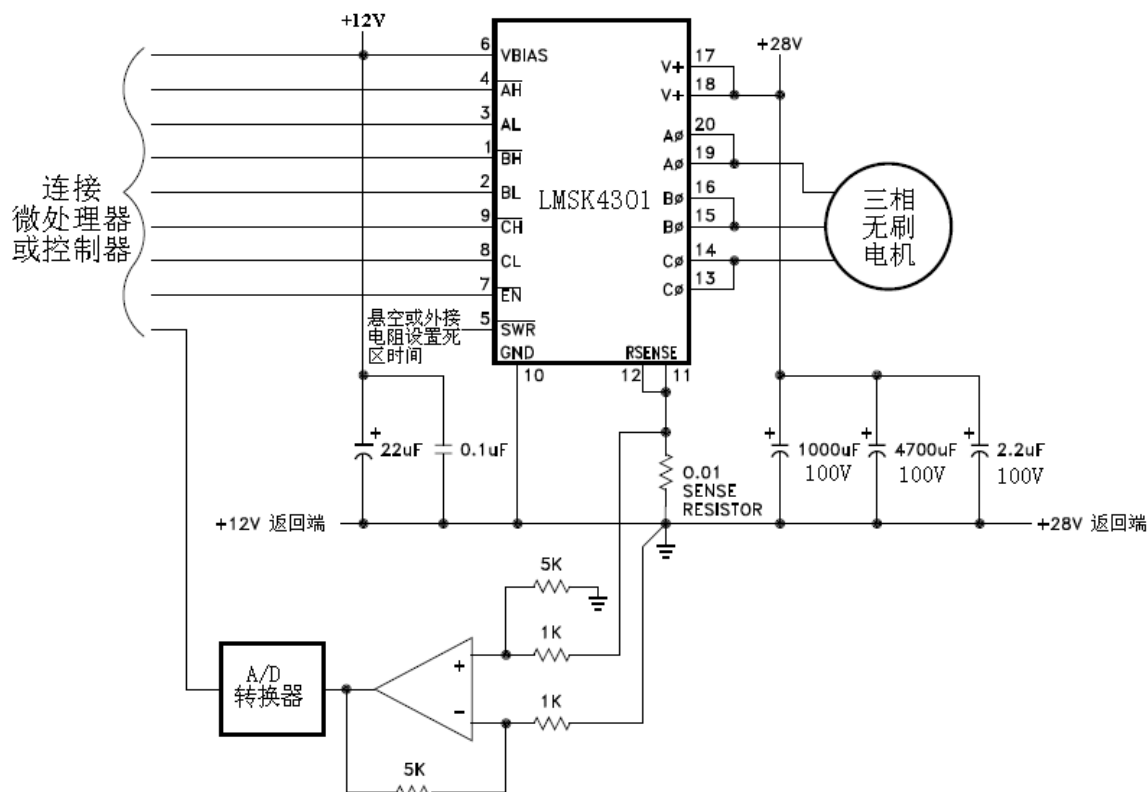 +12V
+28V
6
VBIAS
4
AH
3
AL
1
BH
2
BL
9
CH
8
CL
7
EN
5
SWR
GND
10
RSENSE
12
11
LMSK4301
V+
17
V+
18
AØ
20
AØ
19
BØ
16
BØ
15
CØ
14
CØ
13
连接
微处理器
或控制器
悬空或外接
电阻设置死
区时间
三相
无刷
电机
+
22uF
0.1uF
0.01
SENSE
RESISTOR
+
1000uF
100V
+
4700uF
100V
+
2.2uF
100V
+12V 返回端
+28V 返回端
5K
1K
+
-
1K
5K
A/D
转换器